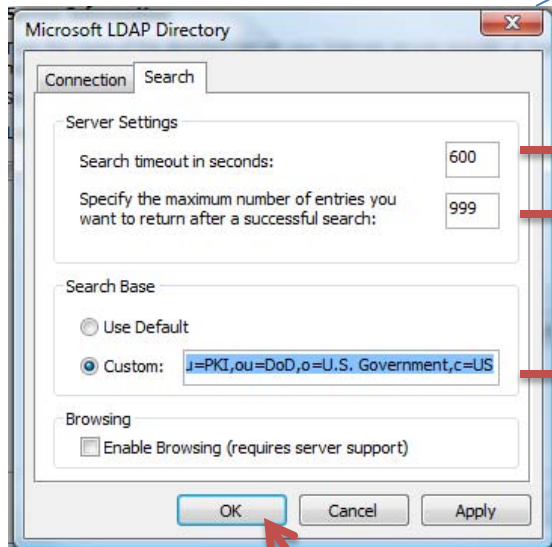 Microsoft LDAP Directory
Connection Search
Server Settings
Search timeout in seconds: 600
Specify the maximum number of entries you
want to return after a successful search: 999
Search Base
Use Default
Custom: u=PKI,ou=DoD,o=U.S. Government,c=US
Browsing
Enable Browsing (requires server support)
OK Cancel Apply